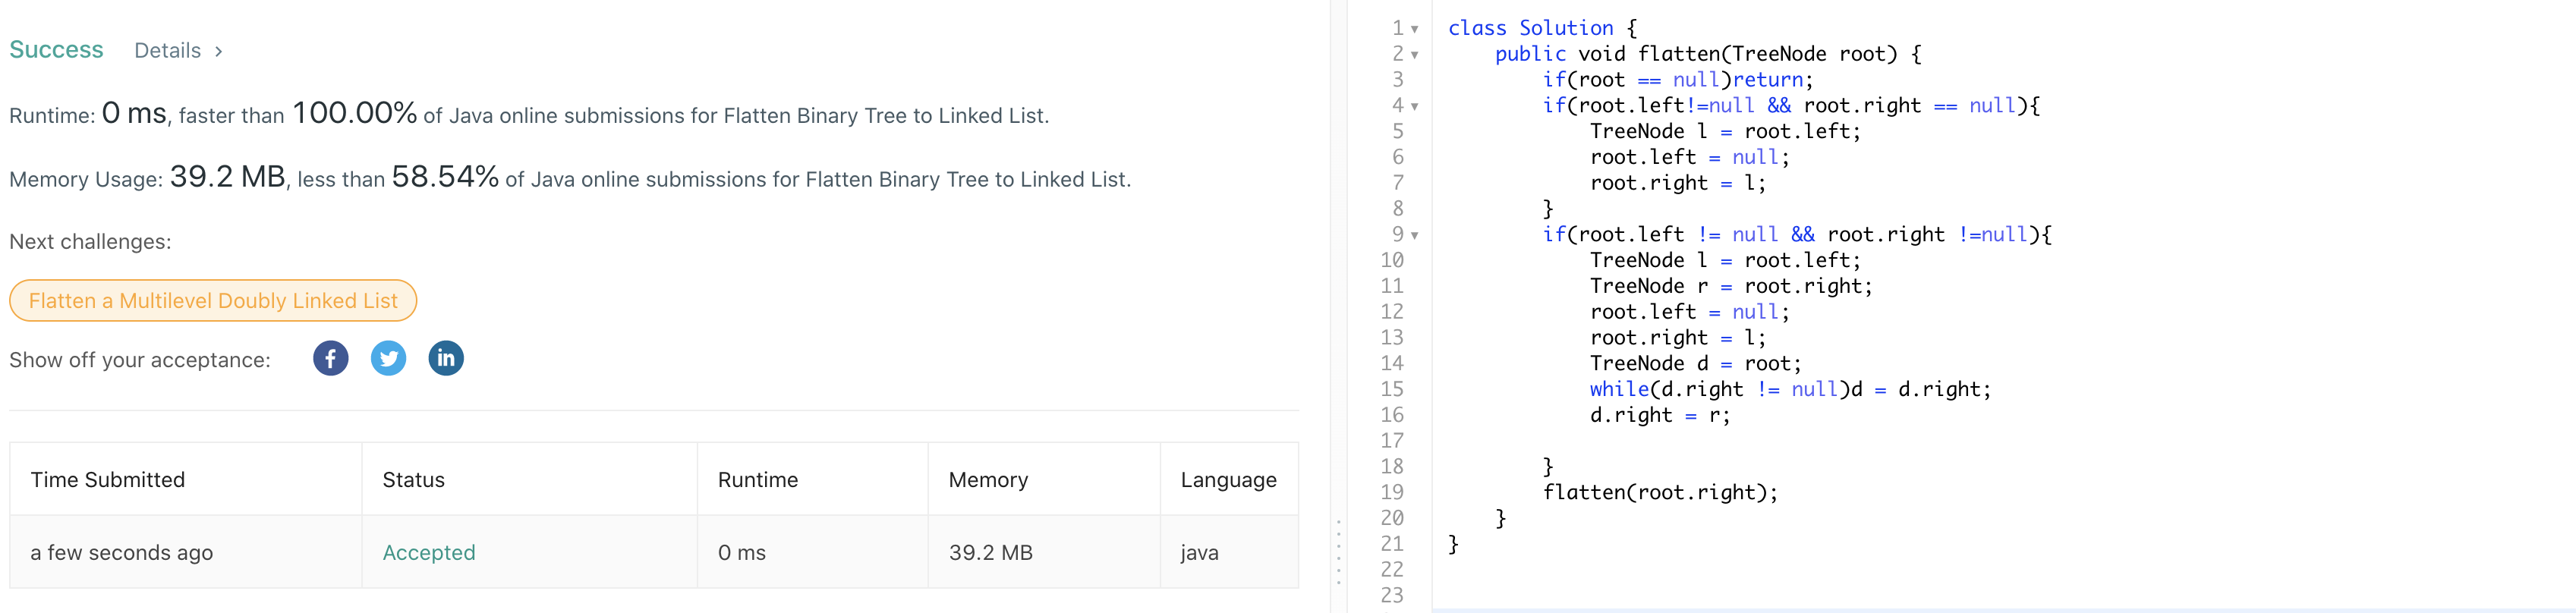 Success Details >
Runtime: 0 ms, faster than 100.00% of Java online submissions for Flatten Binary Tree to Linked List.
Memory Usage: 39.2 MB, less than 58.54% of Java online submissions for Flatten Binary Tree to Linked List.
Next challenges:
Flatten a Multilevel Doubly Linked List
Show off your acceptance: f in
Time Submitted Status Runtime Memory Language
a few seconds ago Accepted 0 ms 39.2 MB java
1 class Solution {
2     public void flatten(TreeNode root) {
3         if(root == null)return;
4         if(root.left!=null && root.right == null){
5             TreeNode l = root.left;
6             root.left = null;
7             root.right = l;
8         }
9         if(root.left != null && root.right !=null){
10             TreeNode l = root.left;
11             TreeNode r = root.right;
12             root.left = null;
13             root.right = l;
14             TreeNode d = root;
15             while(d.right != null)d = d.right;
16             d.right = r;
17
18         }
19         flatten(root.right);
20     }
21 }
22
23